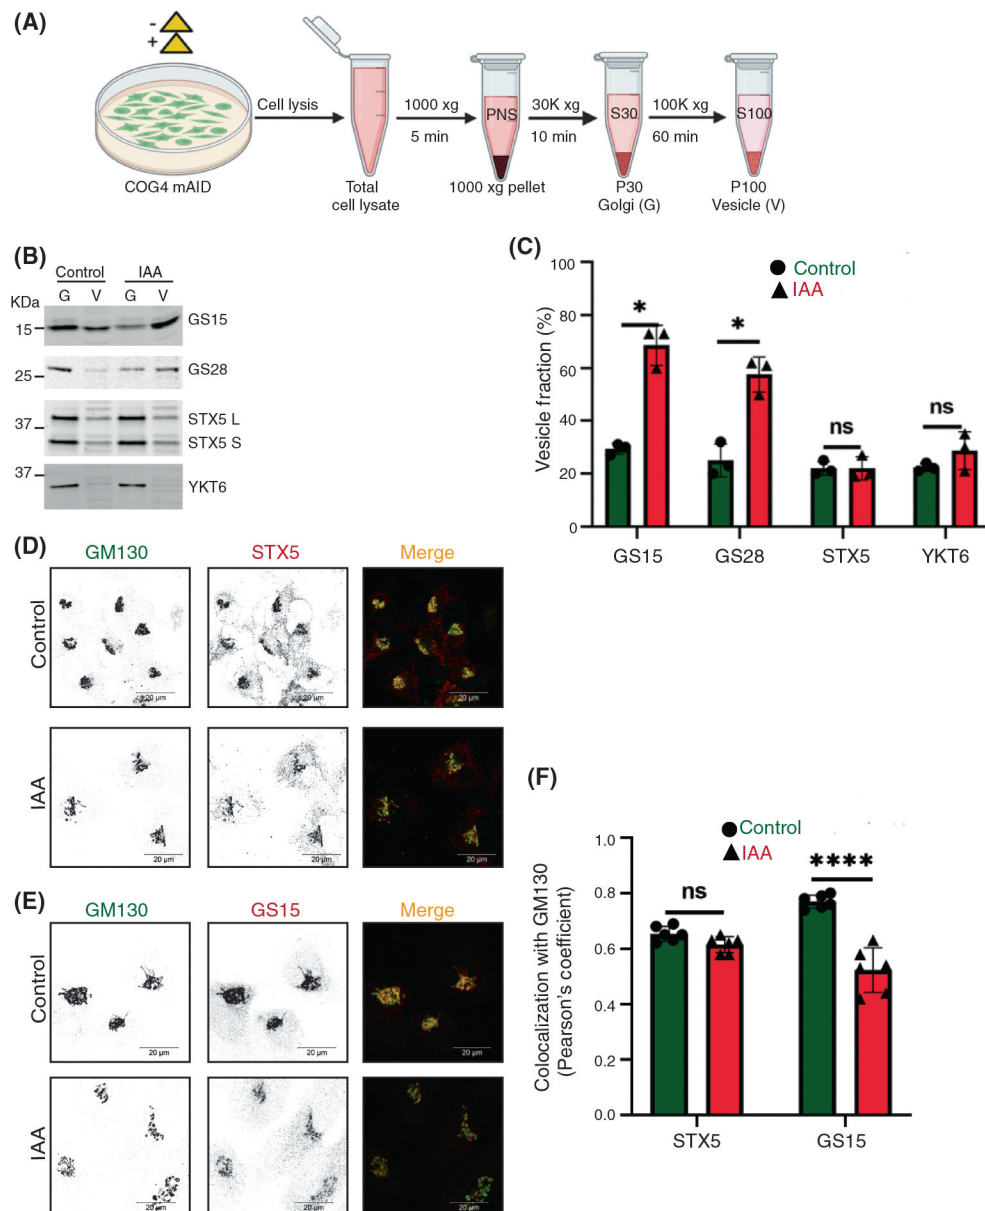 (A)
-
+
Cell lysis
1000 xg
5 min
30K xg
10 min
100K xg
60 min
PNS
S30
S100
COG4 mAID
Total
cell lysate
1000 xg pellet
P30
Golgi (G)
P100
Vesicle (V)
(B)
Control
IAA
KDa
G
V
G
V
15
GS15
25
GS28
37
STX5 L
STX5 S
37
YKT6
(C)
Vesicle fraction (%)
100
80
60
40
20
0
Control
IAA
*
*
ns
ns
GS15
GS28
STX5
YKT6
(D)
GM130
STX5
Merge
Control
20 µm
20 µm
20 µm
IAA
20 µm
20 µm
20 µm
(E)
GM130
GS15
Merge
Control
20 µm
20 µm
20 µm
IAA
20 µm
20 µm
20 µm
(F)
Colocalization with GM130
(Pearson's coefficient)
1.0
0.8
0.6
0.4
0.2
0.0
Control
IAA
ns
****
STX5
GS15